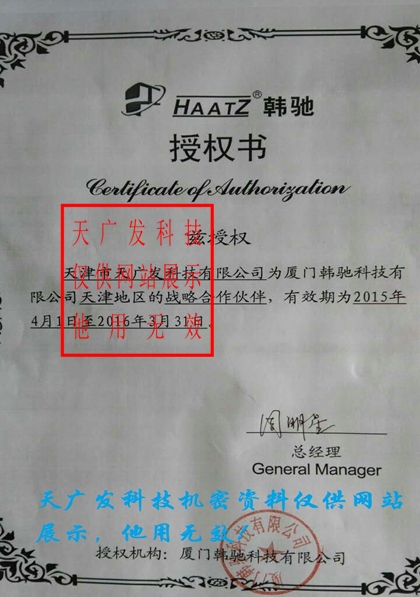 HAATZ® 韩驰
授权书
Certificate of Authorization
兹授权
天津市天广发科技有限公司为厦门韩驰科技有
限公司天津地区的战略合作伙伴，有效期为2015年
4月1日至2016年3月31日。
天广发科技
仅供网站展示
他用无效
总经理
General Manager
天广发科技机密资料仅供网站
展示，他用无效！
授权机构：厦门韩驰科技有限公司